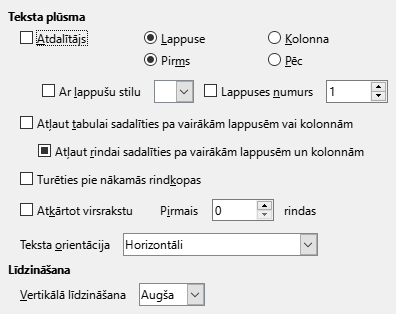 Teksta plūsma
Atdalītājs Lappuse Kolonna
Pirms Pēc
Ar lappušu stilu Lappuses numurs 1
Atļaut tabulai sadalīties pa vairākām lappusēm vai kolonnām
Atļaut rindai sadalīties pa vairākām lappusēm un kolonnām
Turēties pie nākamās rindkopas
Atkārtot virsrakstu Pirmais 0 rindas
Teksta orientācija Horizontāli
Līdzināšana
Vertikālā līdzināšana Augša